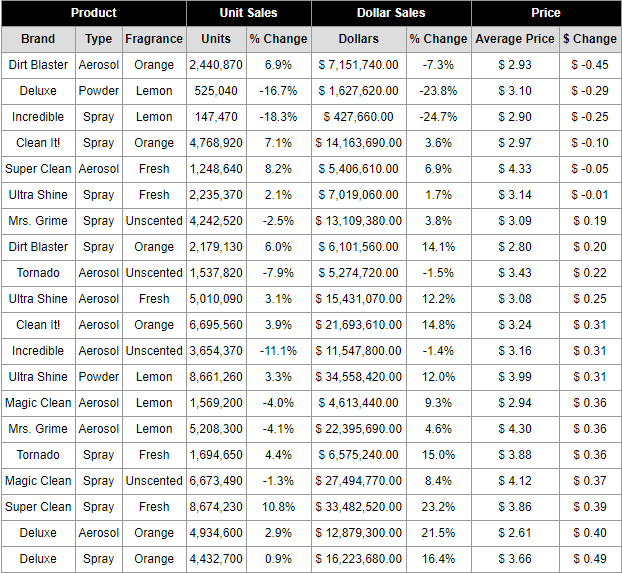 Product Unit Sales Dollar Sales Price
Brand Type Fragrance Units % Change Dollars % Change Average Price $ Change
Dirt Blaster Aerosol Orange 2,440,870 6.9% $ 7,151,740.00 -7.3% $ 2.93 $ -0.45
Deluxe Powder Lemon 525,040 -16.7% $ 1,627,620.00 -23.8% $ 3.10 $ -0.29
Incredible Spray Lemon 147,470 -18.3% $ 427,660.00 -24.7% $ 2.90 $ -0.25
Clean It! Spray Orange 4,768,920 7.1% $ 14,163,690.00 3.6% $ 2.97 $ -0.10
Super Clean Aerosol Fresh 1,248,640 8.2% $ 5,406,610.00 6.9% $ 4.33 $ -0.05
Ultra Shine Spray Fresh 2,235,370 2.1% $ 7,019,060.00 1.7% $ 3.14 $ -0.01
Mrs. Grime Spray Unscented 4,242,520 -2.5% $ 13,109,380.00 3.8% $ 3.09 $ 0.19
Dirt Blaster Spray Orange 2,179,130 6.0% $ 6,101,560.00 14.1% $ 2.80 $ 0.20
Tornado Aerosol Unscented 1,537,820 -7.9% $ 5,274,720.00 -1.5% $ 3.43 $ 0.22
Ultra Shine Aerosol Fresh 5,010,090 3.1% $ 15,431,070.00 12.2% $ 3.08 $ 0.25
Clean It! Aerosol Orange 6,695,560 3.9% $ 21,693,610.00 14.8% $ 3.24 $ 0.31
Incredible Aerosol Unscented 3,654,370 -11.1% $ 11,547,800.00 -1.4% $ 3.16 $ 0.31
Ultra Shine Powder Lemon 8,661,260 3.3% $ 34,558,420.00 12.0% $ 3.99 $ 0.31
Magic Clean Aerosol Lemon 1,569,200 -4.0% $ 4,613,440.00 9.3% $ 2.94 $ 0.36
Mrs. Grime Aerosol Lemon 5,208,300 -4.1% $ 22,395,690.00 4.6% $ 4.30 $ 0.36
Tornado Spray Fresh 1,694,650 4.4% $ 6,575,240.00 15.0% $ 3.88 $ 0.36
Magic Clean Spray Unscented 6,673,490 -1.3% $ 27,494,770.00 8.4% $ 4.12 $ 0.37
Super Clean Spray Fresh 8,674,230 10.8% $ 33,482,520.00 23.2% $ 3.86 $ 0.39
Deluxe Aerosol Orange 4,934,600 2.9% $ 12,879,300.00 21.5% $ 2.61 $ 0.40
Deluxe Spray Orange 4,432,700 0.9% $ 16,223,680.00 16.4% $ 3.66 $ 0.49